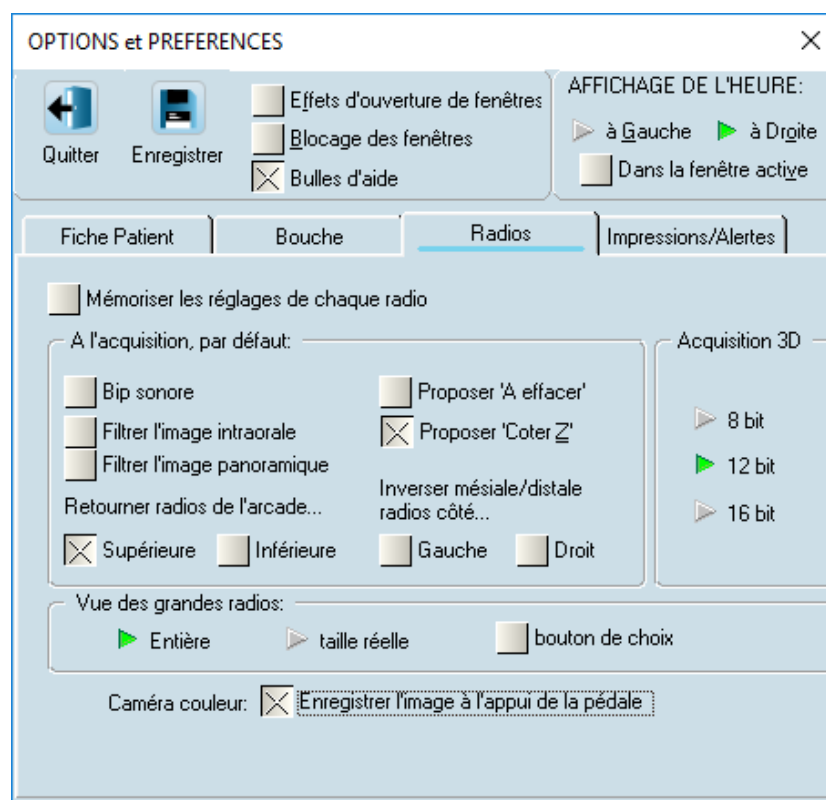 OPTIONS et PREFERENCES
Quitter
Enregistrer
Effets d'ouverture de fenêtres
Blocage des fenêtres
Bulles d'aide
AFFICHAGE DE L'HEURE:
à Gauche
à Droite
Dans la fenêtre active
Fiche Patient
Bouche
Radios
Impressions/Alertes
Mémoriser les réglages de chaque radio
A l'acquisition, par défaut:
Bip sonore
Filtrer l'image intraorale
Filtrer l'image panoramique
Retourner radios de l'arcade...
Supérieure
Inférieure
Proposer 'A effacer'
Proposer 'Coter Z'
Inverser mésiale/distale
radios côté...
Gauche
Droit
Acquisition 3D
8 bit
12 bit
16 bit
Vue des grandes radios:
Entière
taille réelle
bouton de choix
Caméra couleur:
Enregistrer l'image à l'appui de la pédale